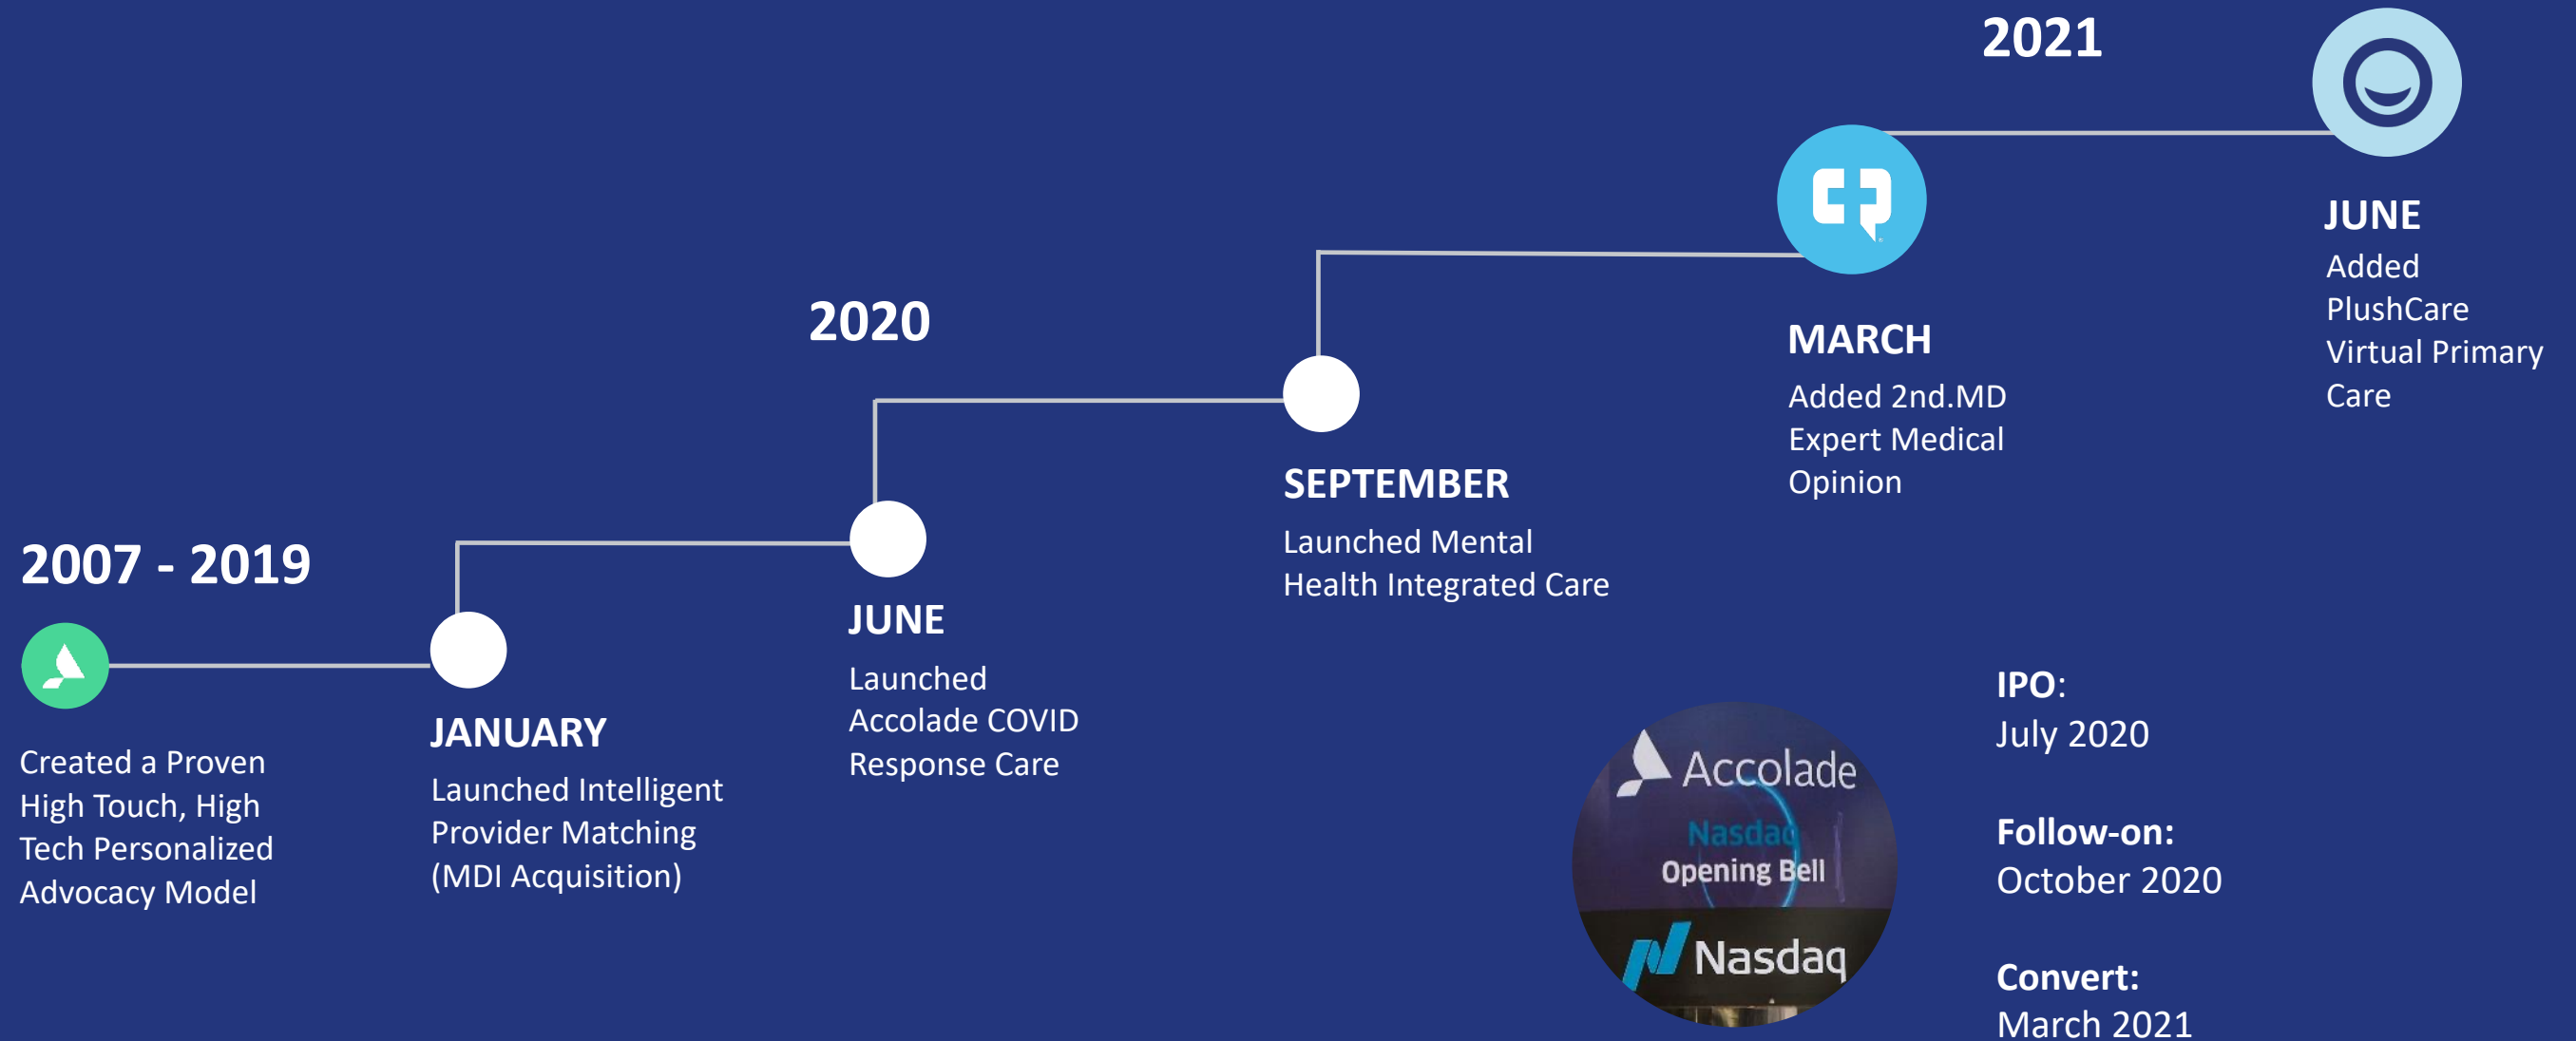 2007 - 2019
Created a Proven
High Touch, High
Tech Personalized
Advocacy Model
2020
JANUARY
Launched Intelligent
Provider Matching
(MDI Acquisition)
JUNE
Launched
Accolade COVID
Response Care
SEPTEMBER
Launched Mental
Health Integrated Care
2021
MARCH
Added 2nd.MD
Expert Medical
Opinion
JUNE
Added
PlushCare
Virtual Primary
Care
Accolade
Nasdaq
Opening Bell
Nasdaq
IPO:
July 2020
Follow-on:
October 2020
Convert:
March 2021